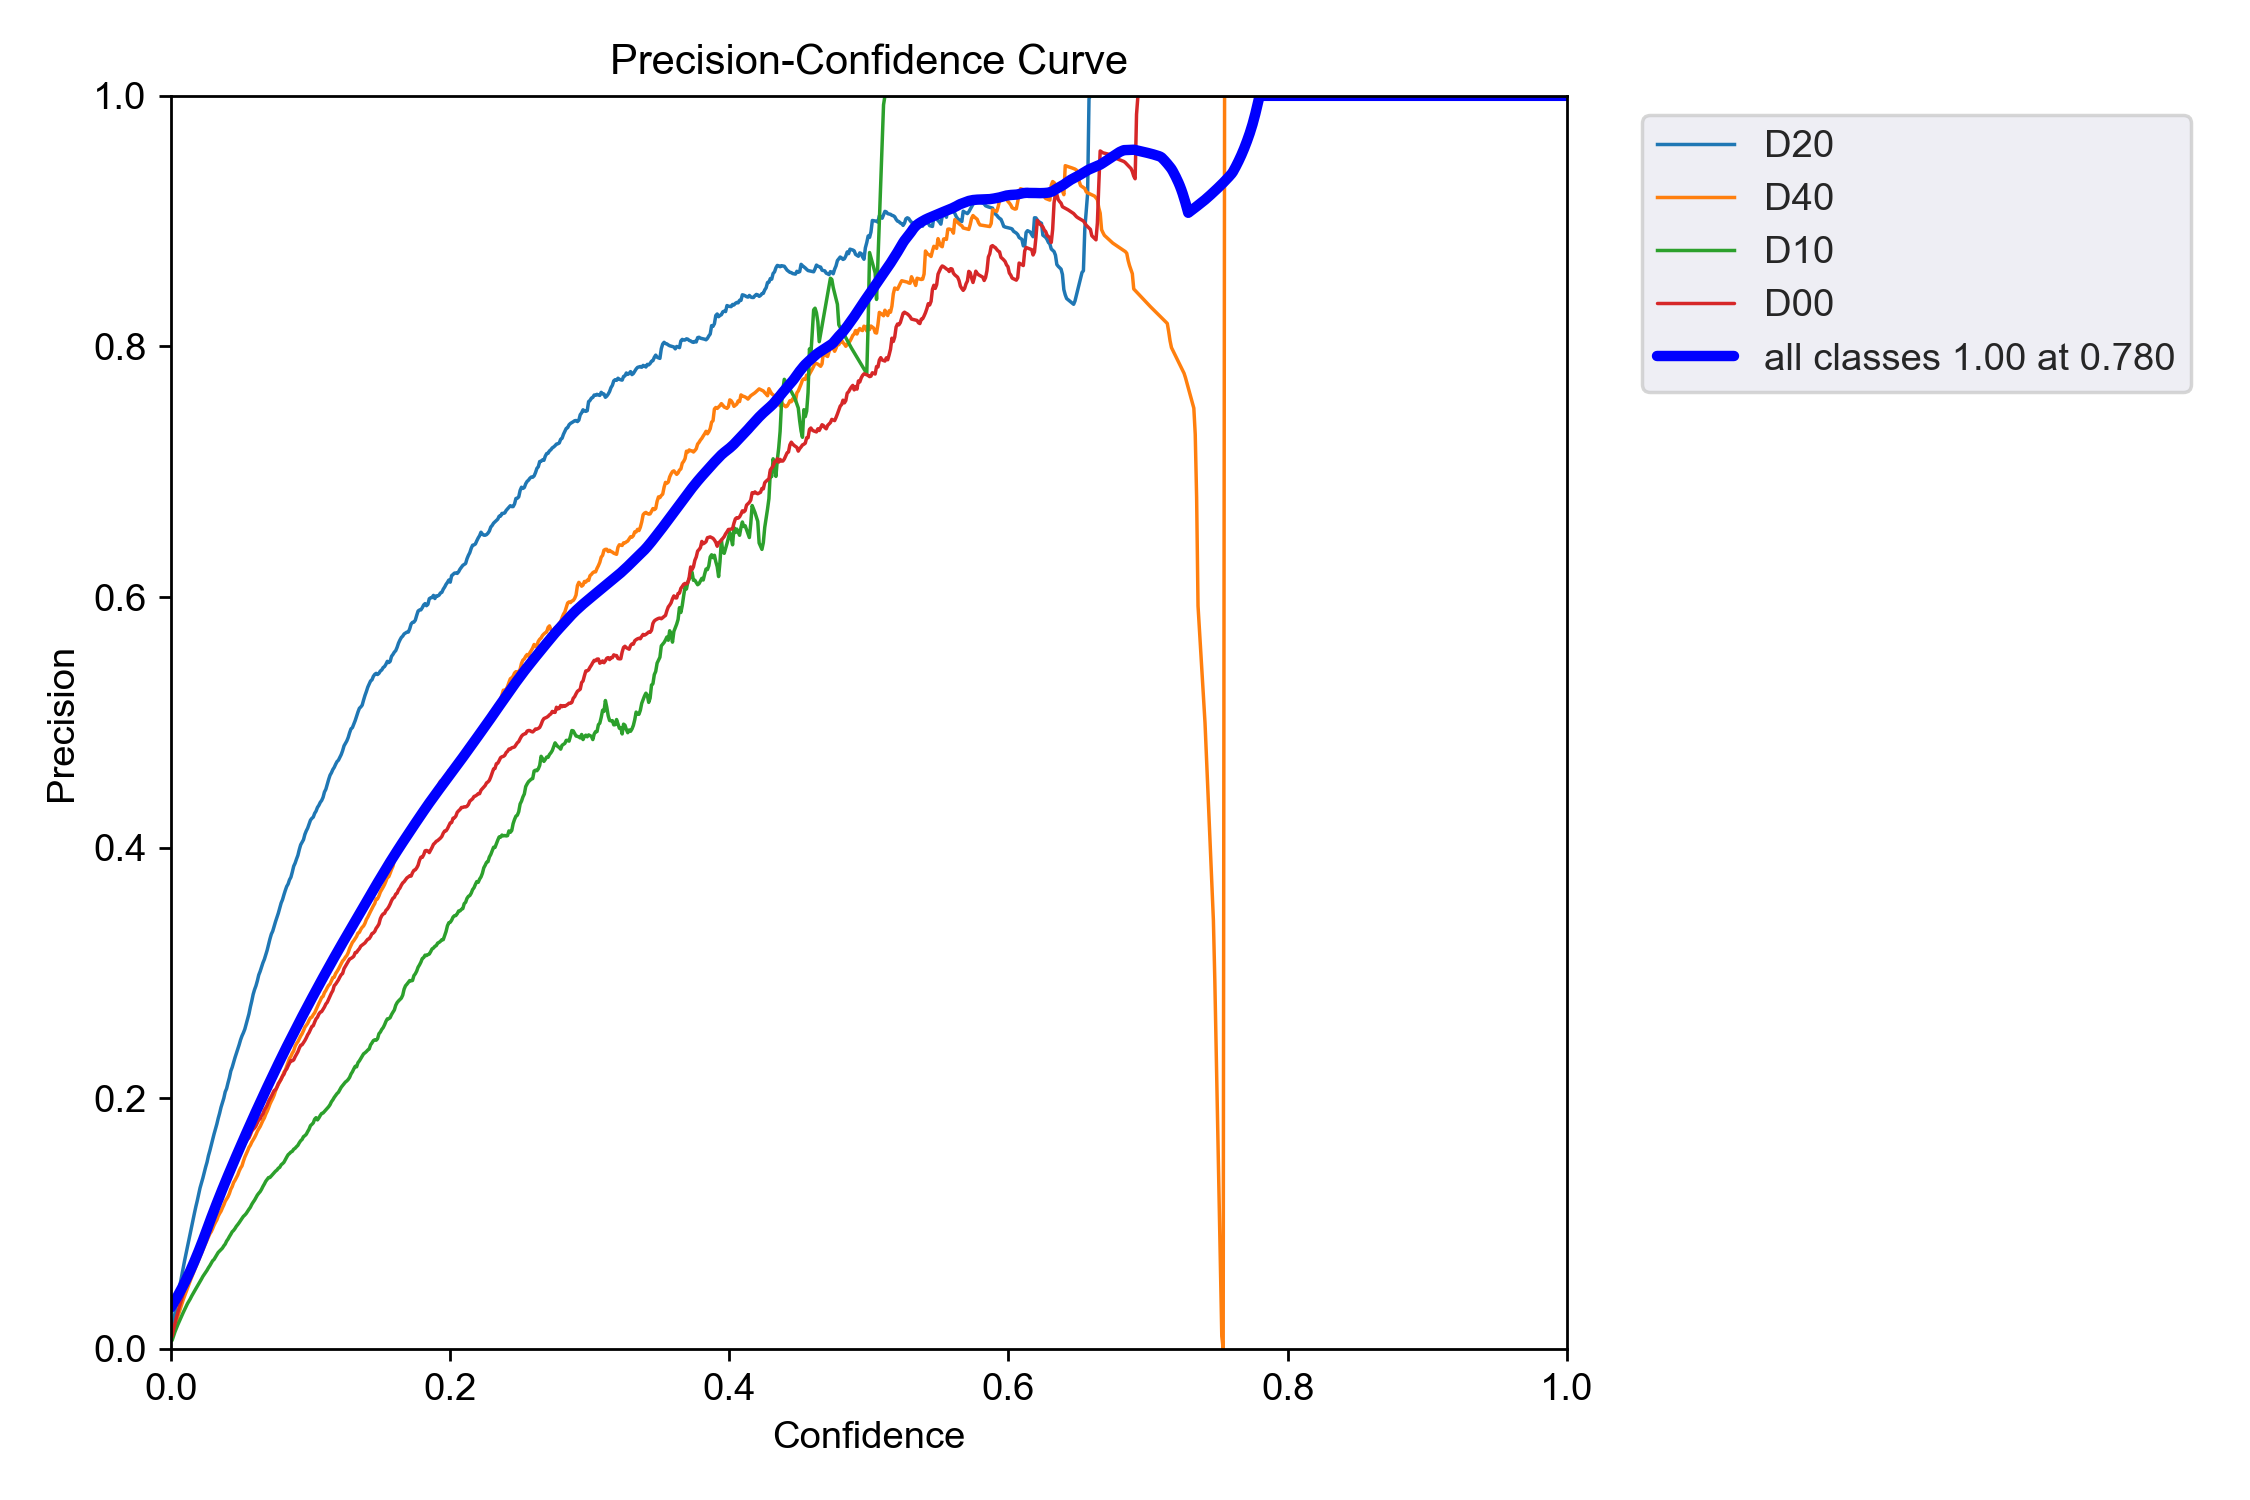 Precision-Confidence Curve
1.0
0.8
0.6
0.4
0.2
0.0
Precision
0.0 0.2 0.4 0.6 0.8 1.0
Confidence
D20
D40
D10
D00
all classes 1.00 at 0.780